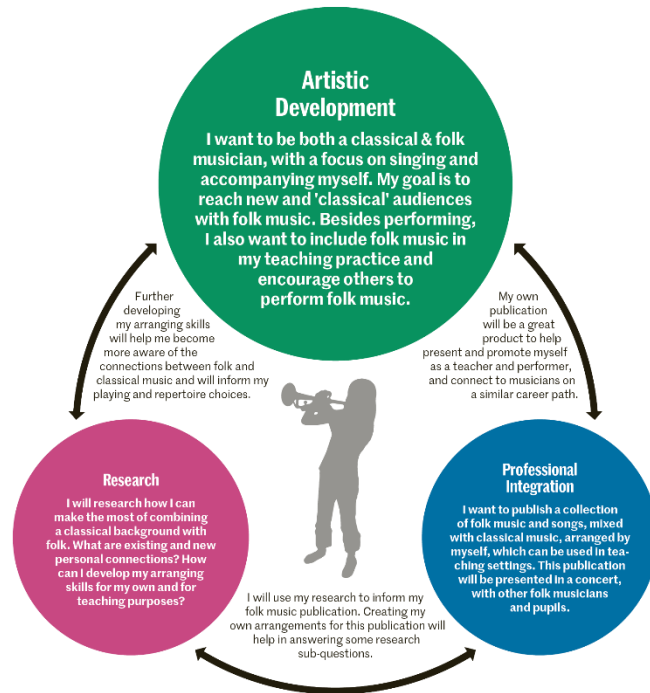 Artistic
Development
I want to be both a classical & folk
musician, with a focus on singing and
accompanying myself. My goal is to
reach new and 'classical' audiences
with folk music. Besides performing,
I also want to include folk music in
my teaching practice and
encourage others to
perform folk music.
Further
developing
my arranging skills
will help me become
more aware of the
connections between folk and
classical music and will inform my
playing and repertoire choices.
My own
publication
will be a great
product to help
present and promote myself
as a teacher and performer,
and connect to musicians on
a similar career path.
Research
I will research how I can
make the most of combining
a classical background with
folk. What are existing and new
personal connections? How
can I develop my arranging
skills for my own and for
teaching purposes?
Professional
Integration
I want to publish a collection
of folk music and songs, mixed
with classical music, arranged by
myself, which can be used in tea-
ching settings. This publication
will be presented in a concert,
with other folk musicians
and pupils.
I will use my research to inform my
folk music publication. Creating my
own arrangements for this publication will
help in answering some research
sub-questions.